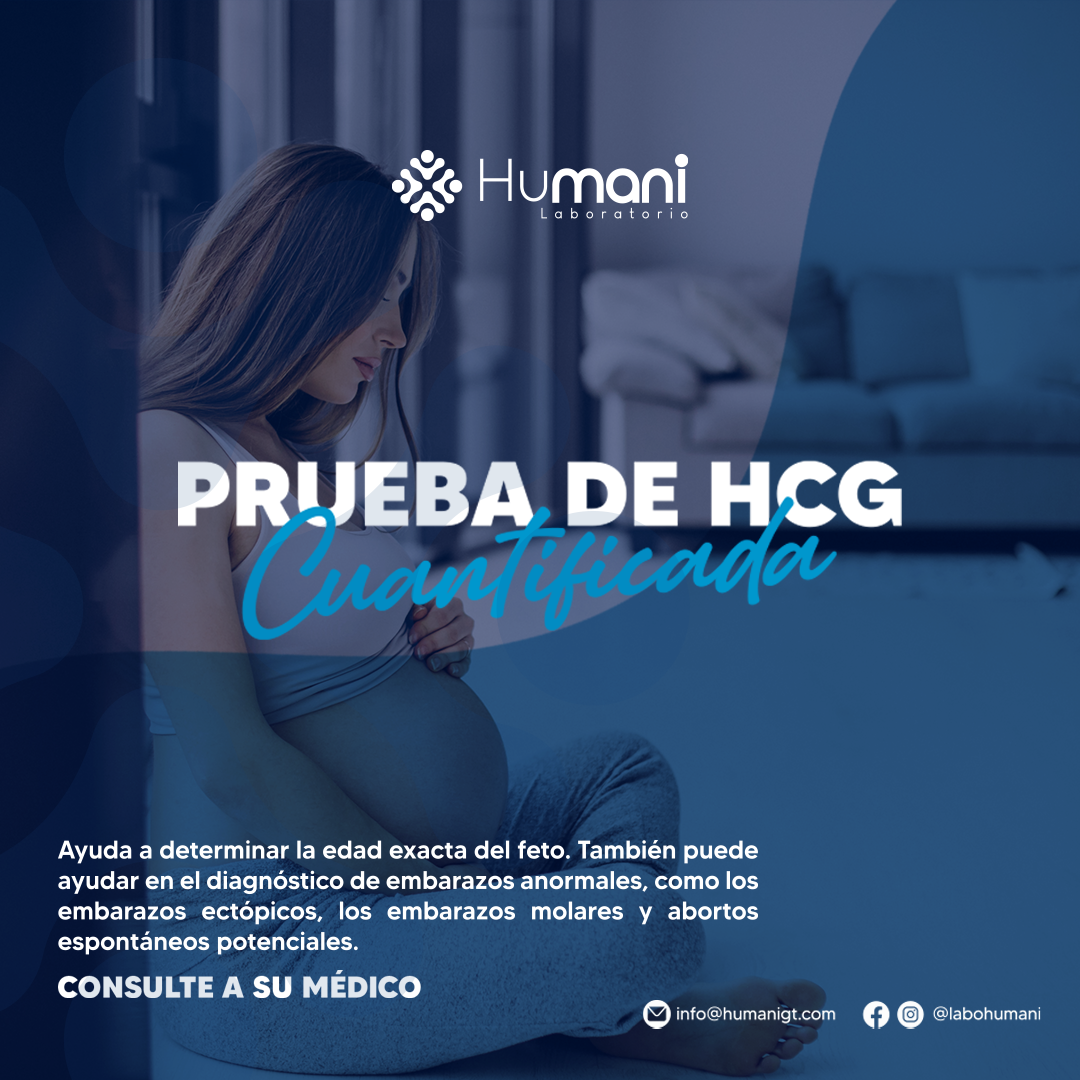 Humani
Laboratorio
PRUEBA DE HCG
Cuantificada
Ayuda a determinar la edad exacta del feto. También puede
ayudar en el diagnóstico de embarazos anormales, como los
embarazos ectópicos, los embarazos molares y abortos
espontáneos potenciales.
CONSULTE A SU MÉDICO
info@humanigt.com @labohumani